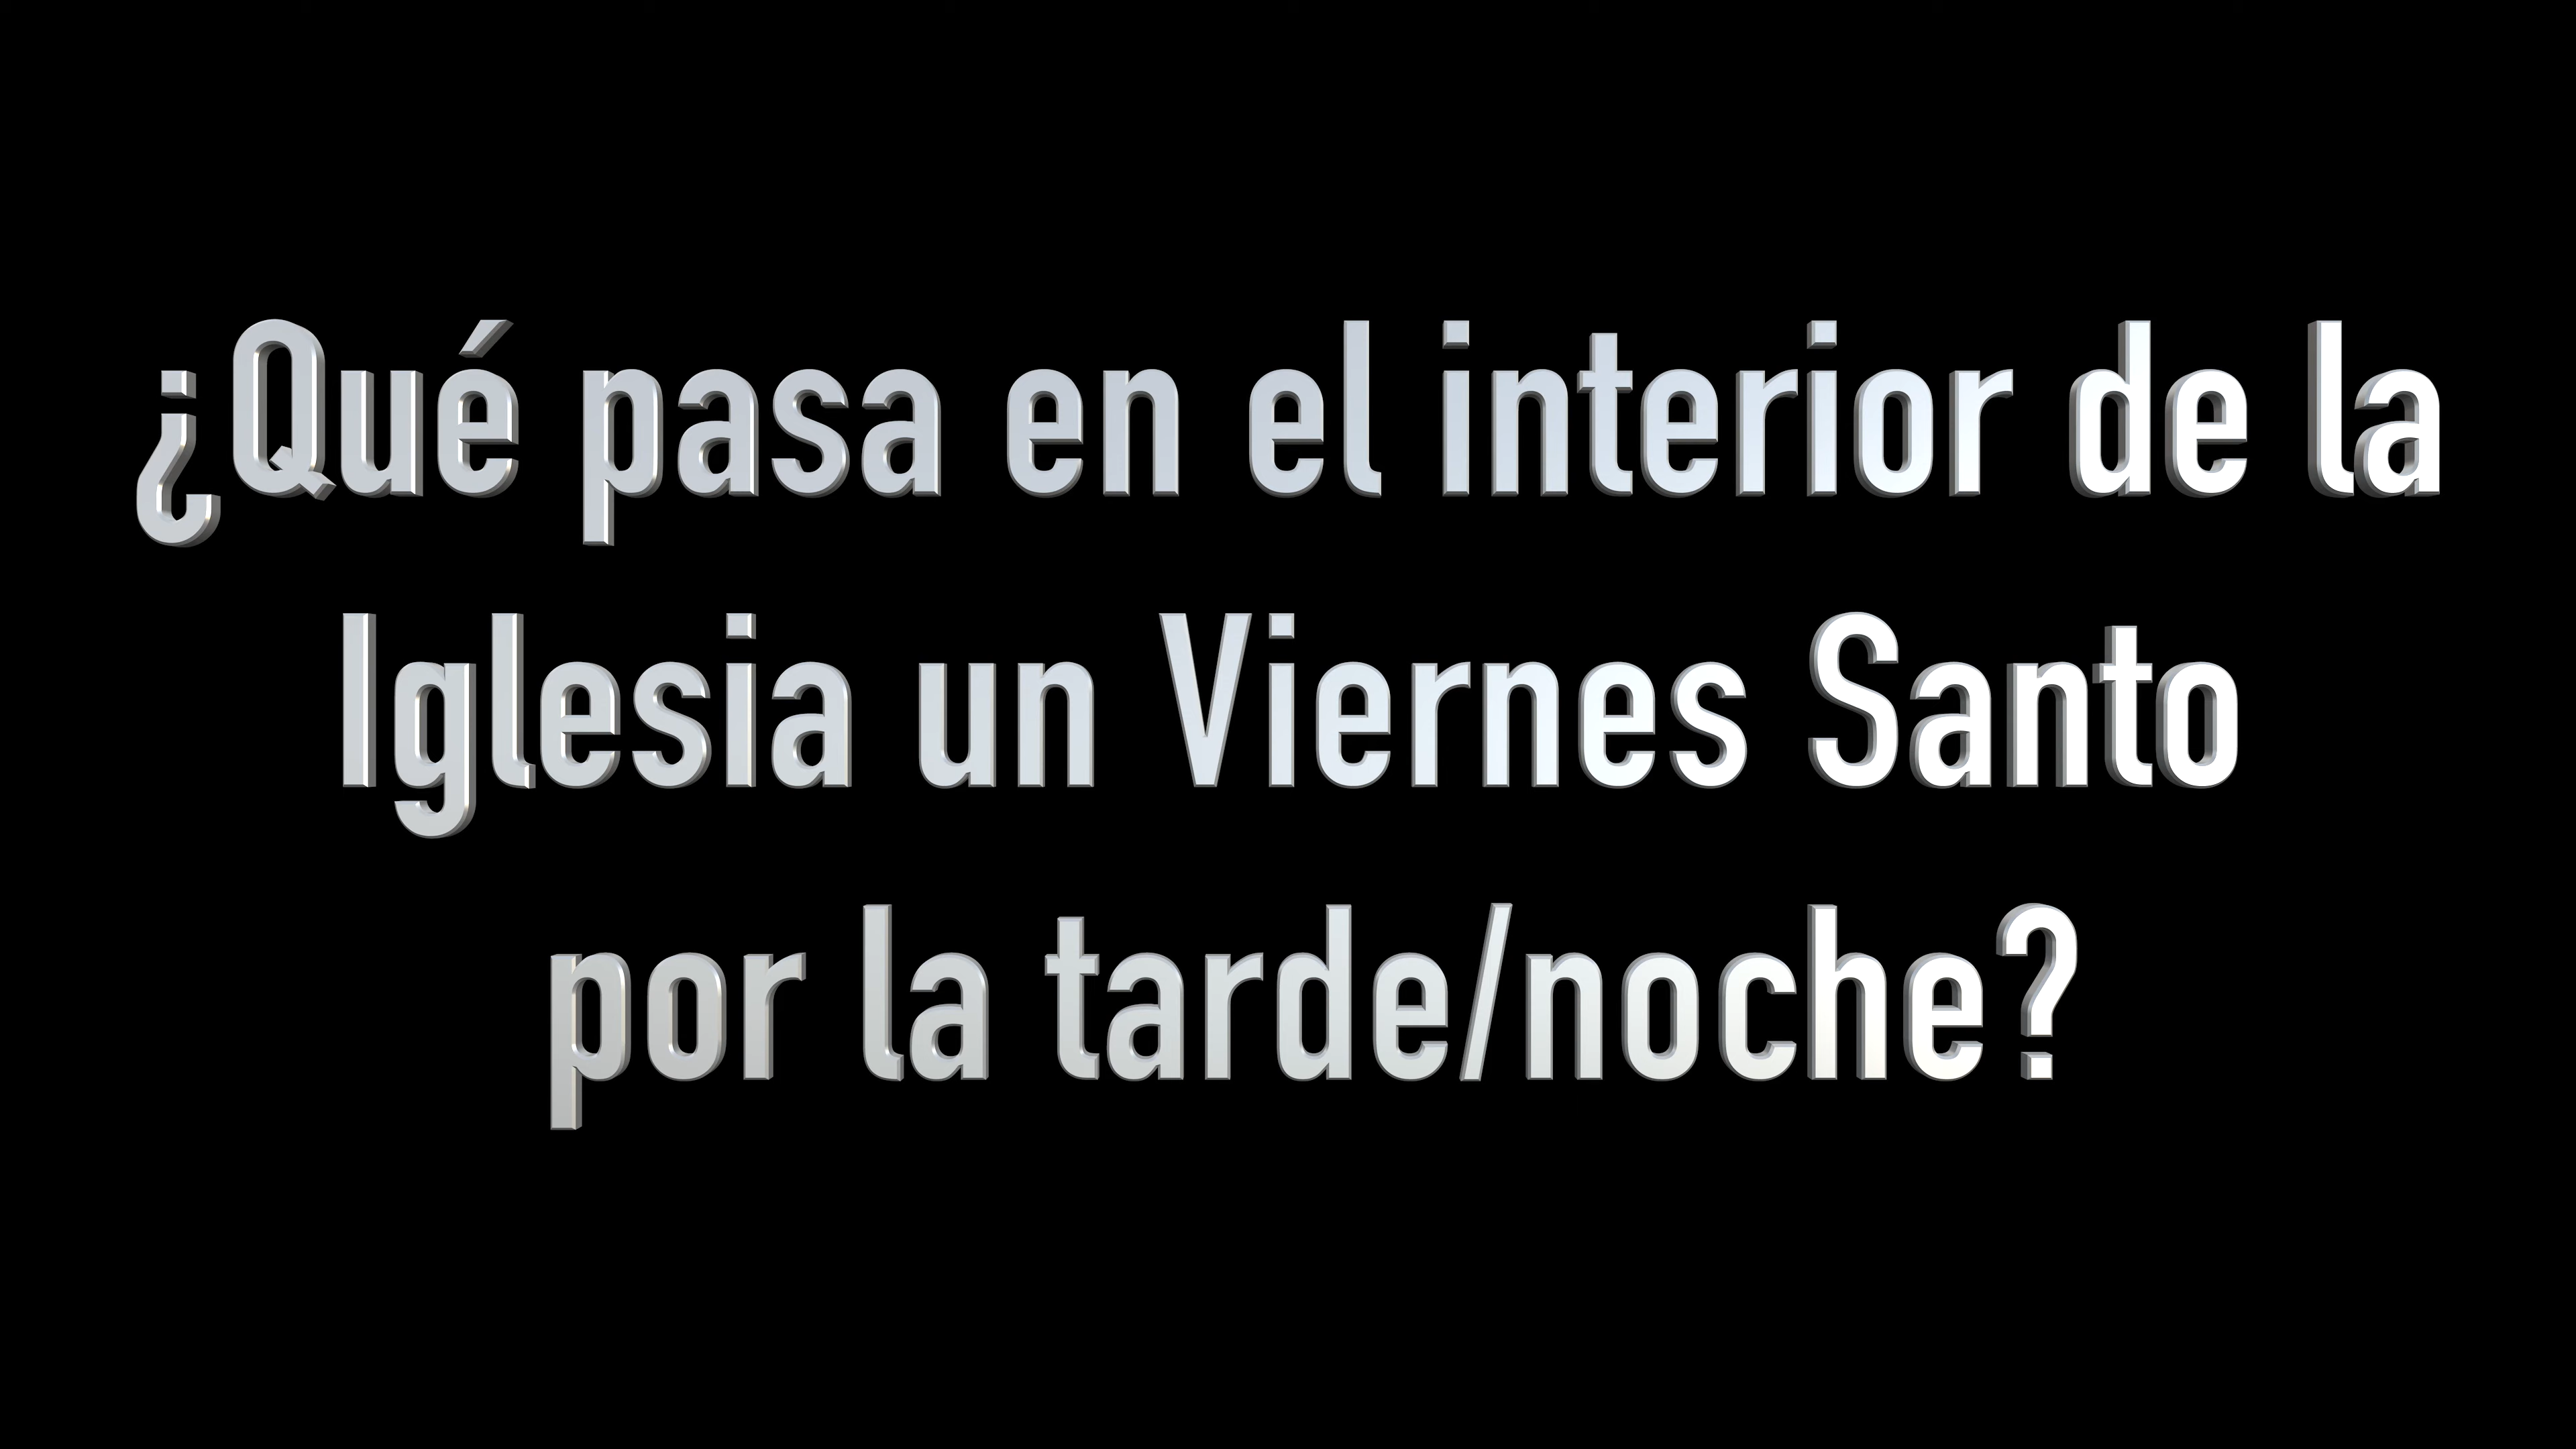 ¿Qué pasa en el interior de la
Iglesia un Viernes Santo
por la tarde/noche?